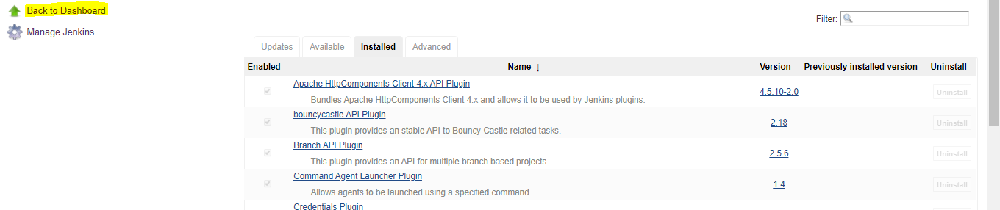 Back to Dashboard
Manage Jenkins
Filter:
Updates Available Installed Advanced
Enabled Name ↓ Version Previously installed version Uninstall
Apache HttpComponents Client 4.x API Plugin
Bundles Apache HttpComponents Client 4.x and allows it to be used by Jenkins plugins.
4.5.10-2.0 Uninstall
bouncycastle API Plugin
This plugin provides an stable API to Bouncy Castle related tasks.
2.18 Uninstall
Branch API Plugin
This plugin provides an API for multiple branch based projects.
2.5.6 Uninstall
Command Agent Launcher Plugin
Allows agents to be launched using a specified command.
1.4 Uninstall
Credentials Plugin